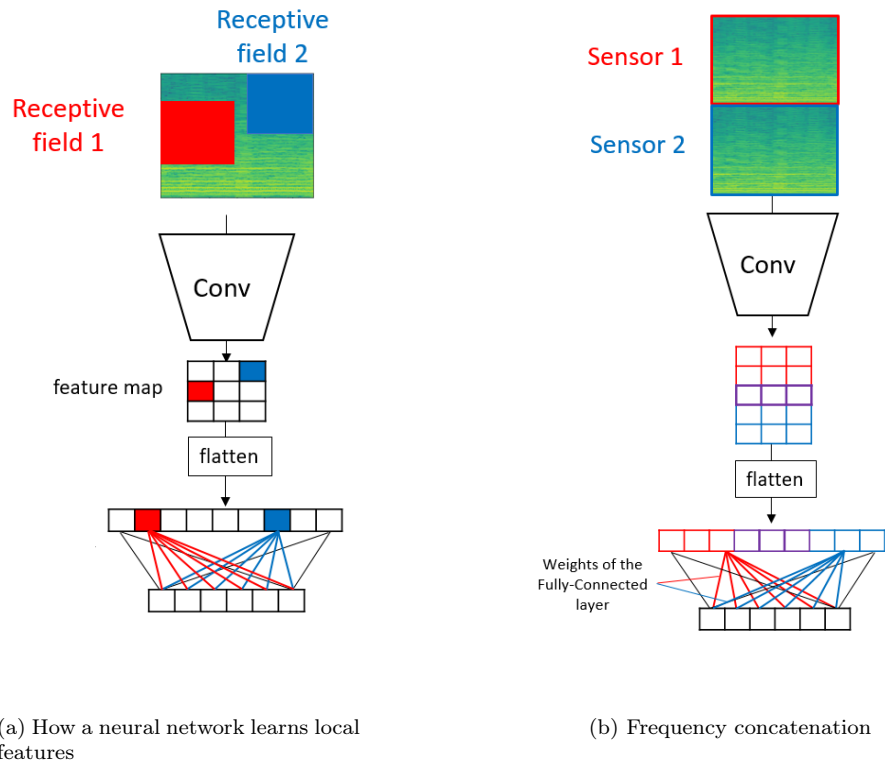 Receptive
field 2
Receptive
field 1
Conv
feature map
flatten
(a) How a neural network learns local
features
Sensor 1
Sensor 2
Conv
flatten
Weights of the
Fully-Connected
layer
(b) Frequency concatenation